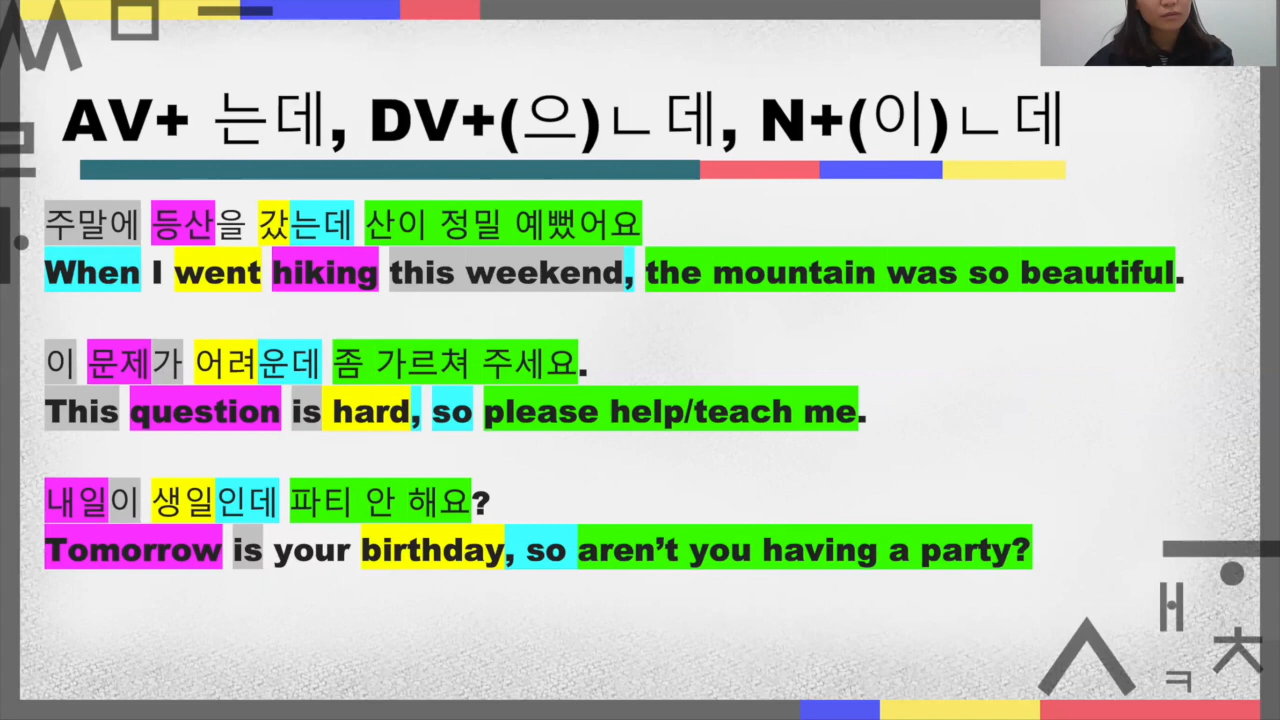 AV+ 는데, DV+(으)ㄴ데, N+(이)ㄴ데
주말에 등산을 갔는데 산이 정밀 예뻤어요
When I went hiking this weekend, the mountain was so beautiful.
이 문제가 어려운데 좀 가르쳐 주세요.
This question is hard, so please help/teach me.
내일이 생일인데 파티 안 해요?
Tomorrow is your birthday, so aren’t you having a party?